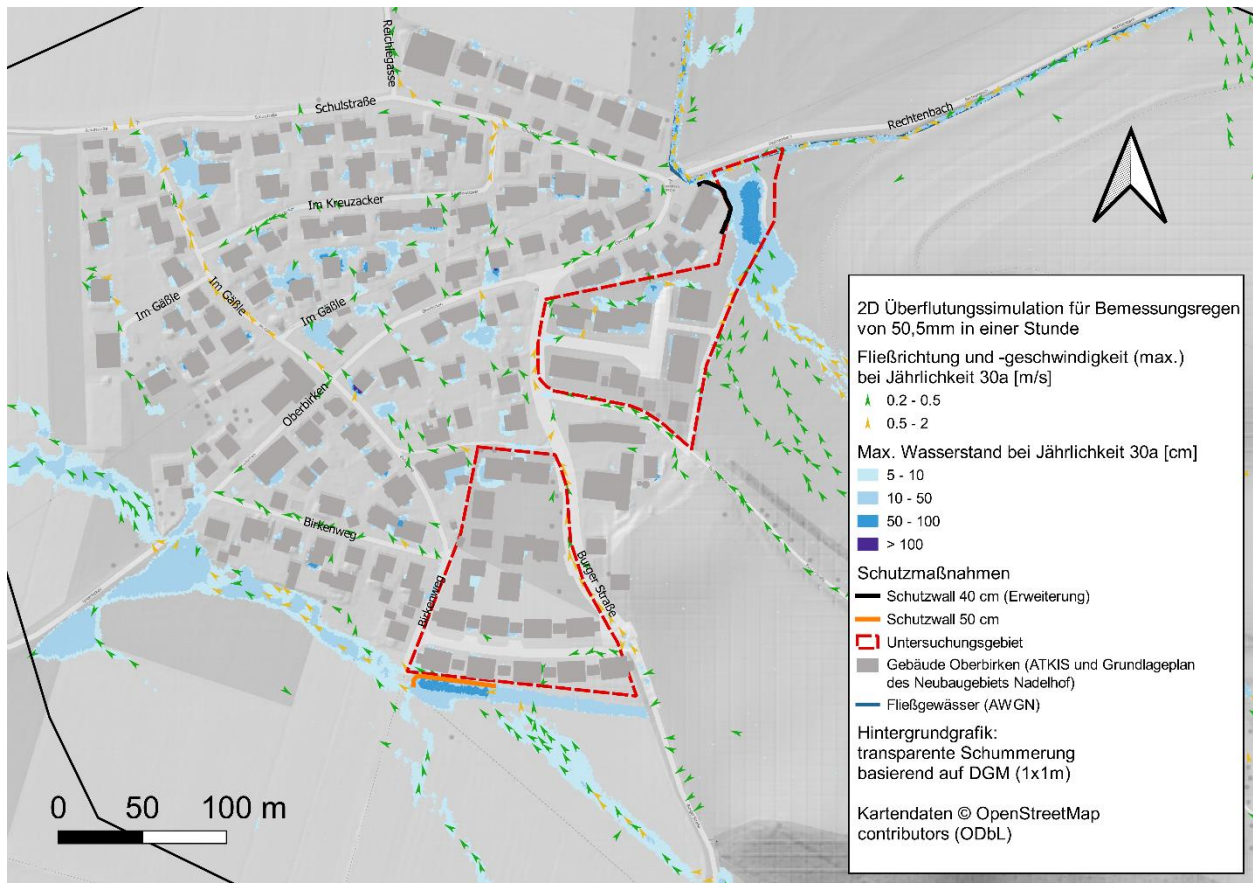 Reichlegasse
Schulstraße
Rechtenbach
Im Kreuzacker
Im Gäßle
Im Gäßle
Im Gäßle
Oberbirken
Birkenweg
Birkenweg
Burger Straße
0 50 100 m
2D Überflutungssimulation für Bemessungsregen
von 50,5mm in einer Stunde
Fließrichtung und -geschwindigkeit (max.)
bei Jährlichkeit 30a [m/s]
0.2 - 0.5
0.5 - 2
Max. Wasserstand bei Jährlichkeit 30a [cm]
5 - 10
10 - 50
50 - 100
> 100
Schutzmaßnahmen
Schutzwall 40 cm (Erweiterung)
Schutzwall 50 cm
Untersuchungsgebiet
Gebäude Oberbirken (ATKIS und Grundlageplan
des Neubaugebiets Nadelhof)
Fließgewässer (AWGN)
Hintergrundgrafik:
transparente Schummerung
basierend auf DGM (1x1m)
Kartendaten © OpenStreetMap
contributors (ODbL)